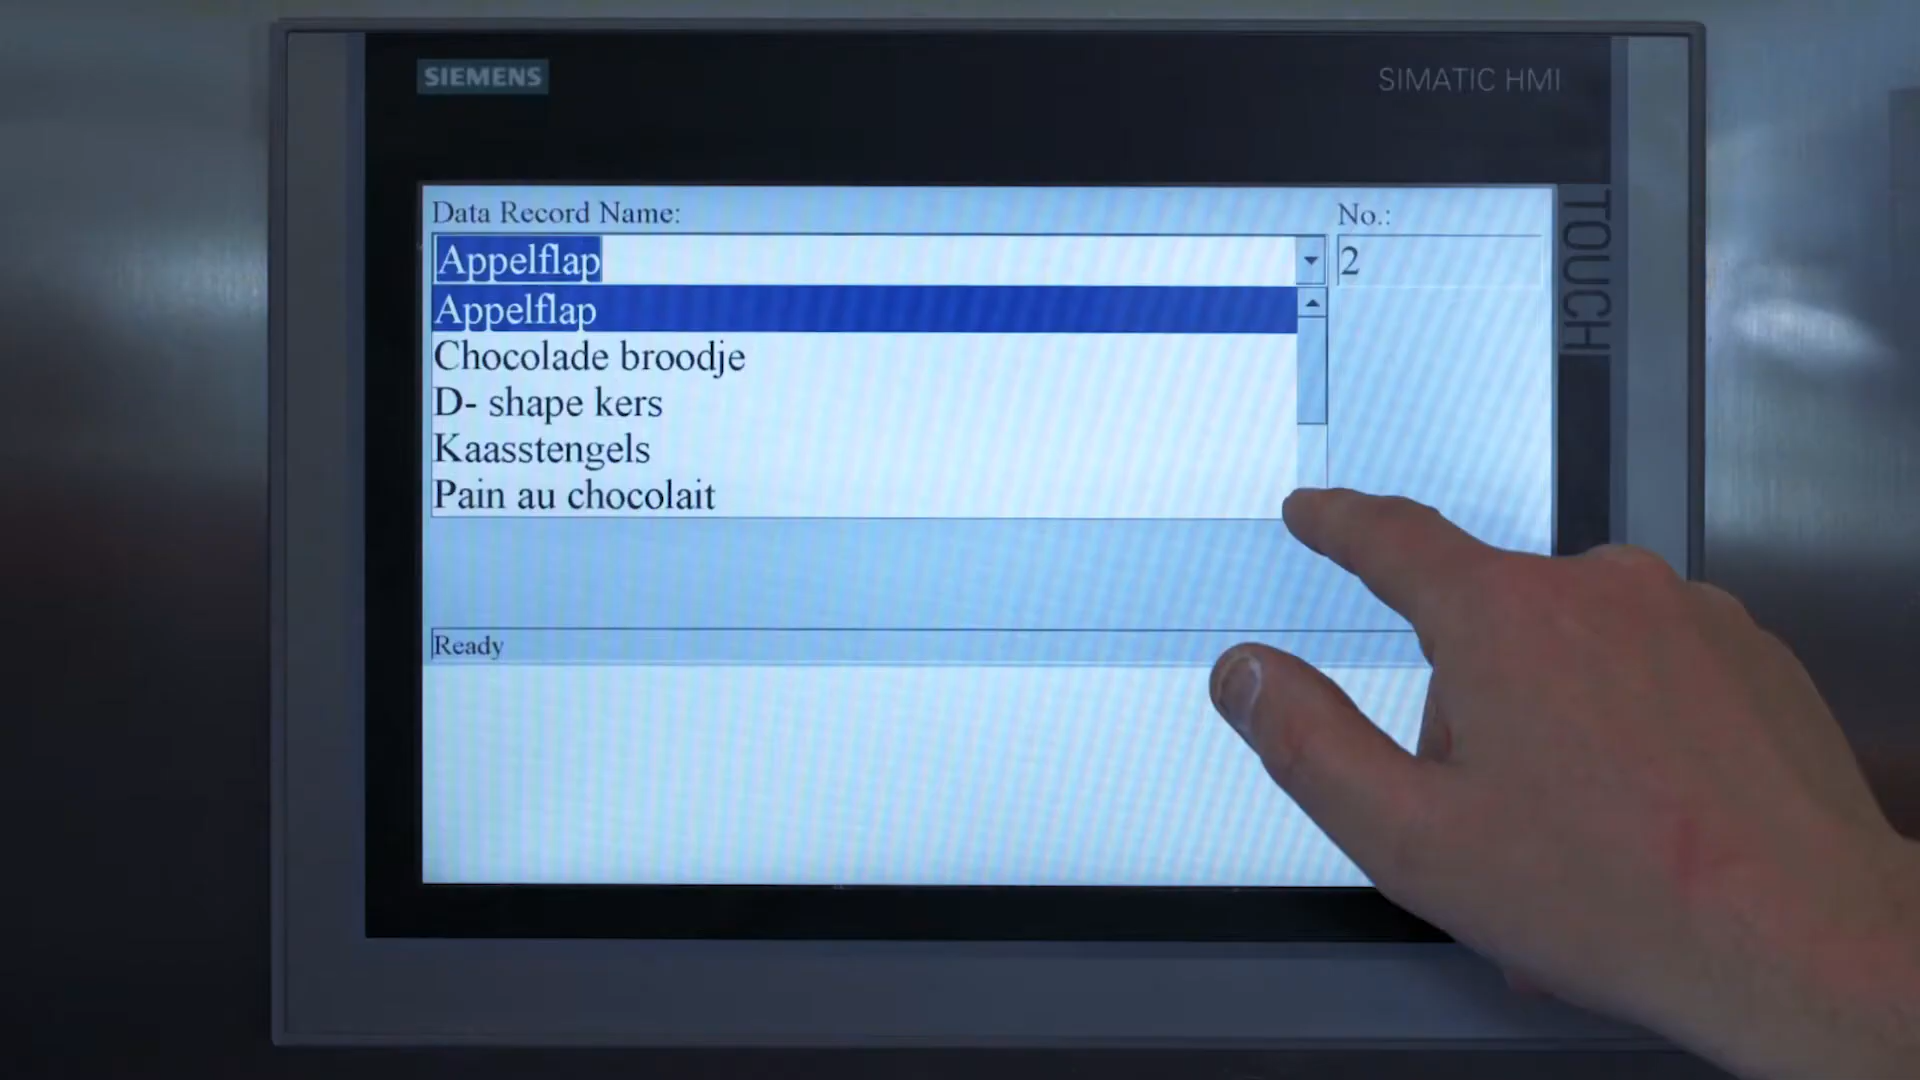 SIEMENS
SIMATIC HMI
TOUCH
Data Record Name:
No.:
Appelflap
2
Appelflap
Chocolade broodje
D- shape kers
Kaasstengels
Pain au chocolait
Ready